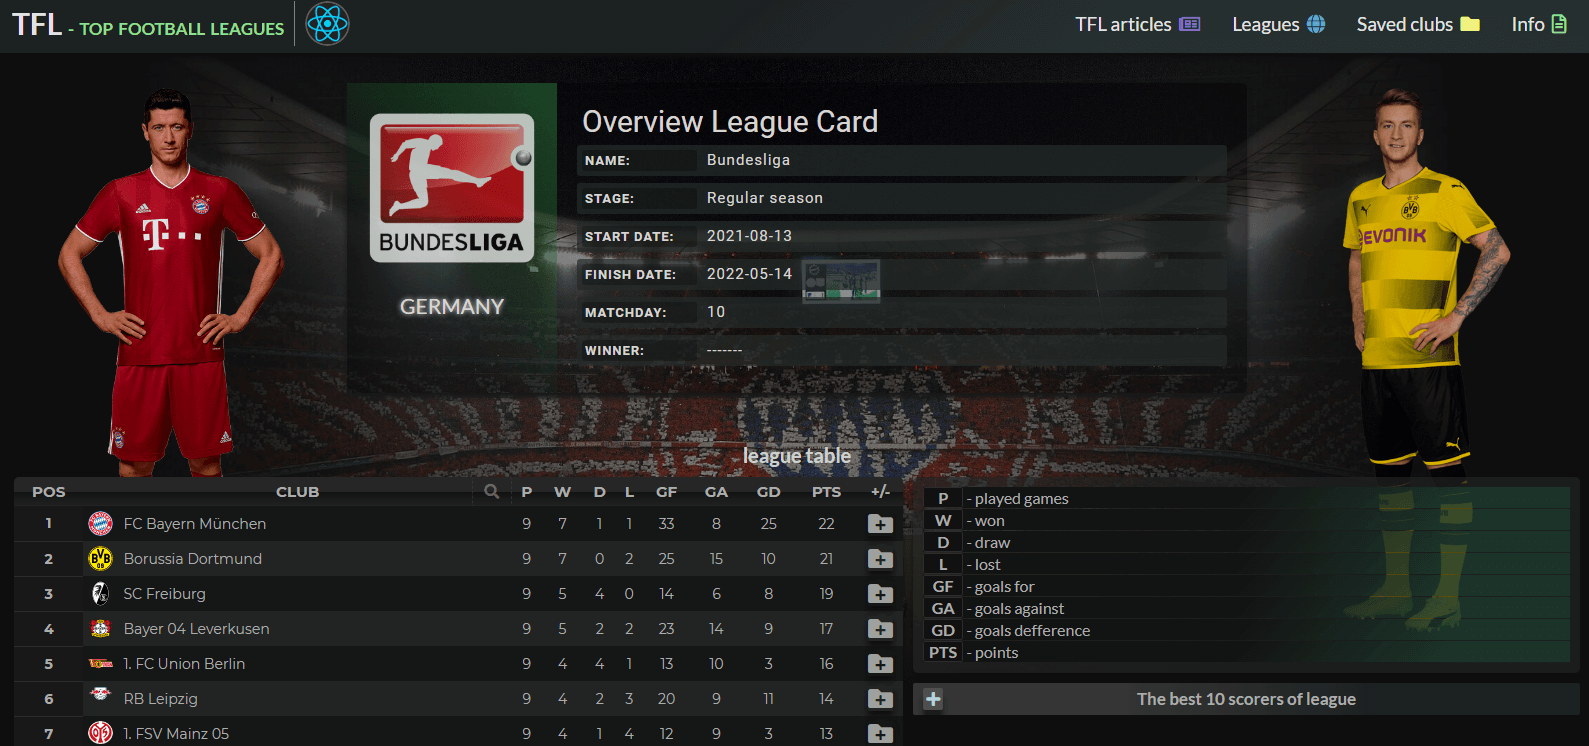 TFL - TOP FOOTBALL LEAGUES
TFL articles
Leagues
Saved clubs
Info
BUNDESLIGA
GERMANY
Overview League Card
NAME: Bundesliga
STAGE: Regular season
START DATE: 2021-08-13
FINISH DATE: 2022-05-14
MATCHDAY: 10
WINNER: -------
T
EVONIK
BVB
09
league table
POS CLUB P W D L GF GA GD PTS +/-
1 FC Bayern München 9 7 1 1 33 8 25 22
2 Borussia Dortmund 9 7 0 2 25 15 10 21
3 SC Freiburg 9 5 4 0 14 6 8 19
4 Bayer 04 Leverkusen 9 5 2 2 23 14 9 17
5 1. FC Union Berlin 9 4 4 1 13 10 3 16
6 RB Leipzig 9 4 2 3 20 9 11 14
7 1. FSV Mainz 05 9 4 1 4 12 9 3 13
P - played games
W - won
D - draw
L - lost
GF - goals for
GA - goals against
GD - goals defference
PTS - points
The best 10 scorers of league